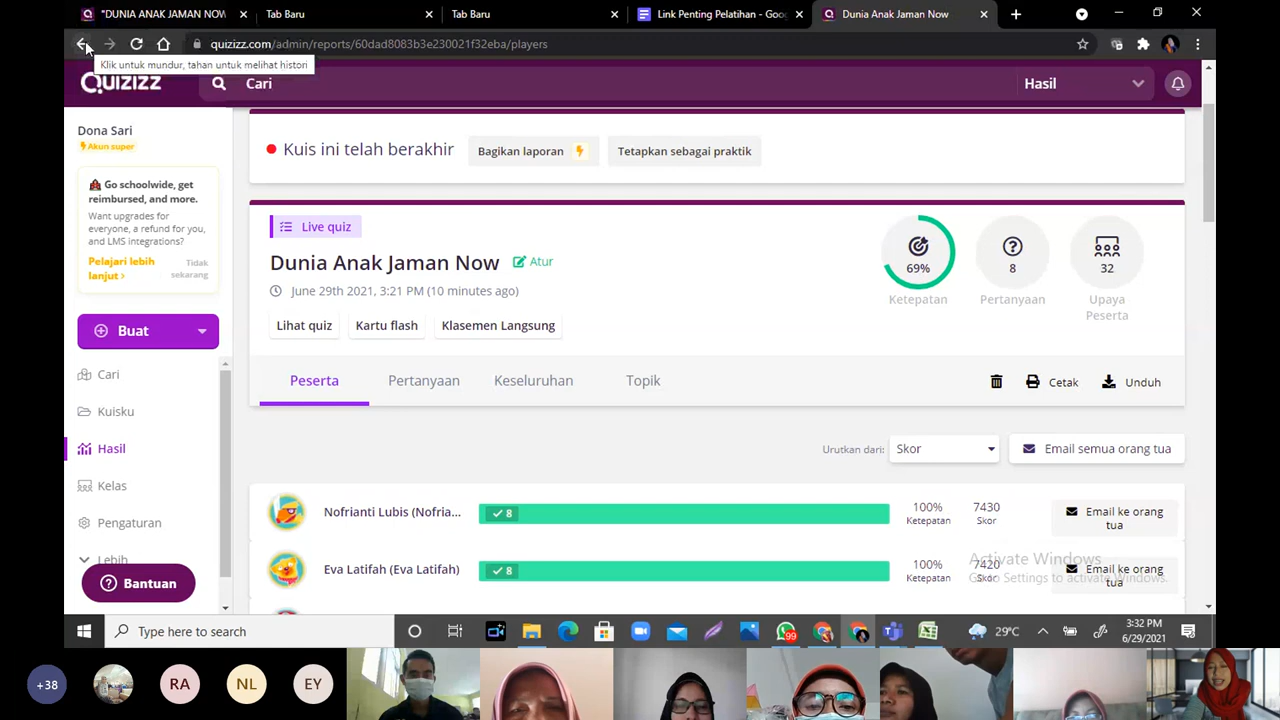 "DUNIA ANAK JAMAN NOW
Tab Baru
Tab Baru
Link Penting Pelatihan - Goo
Dunia Anak Jaman Now
quizizz.com/admin/reports/60dad8083b3e230021f32eba/players
Klik untuk mundur, tahan untuk melihat histori
QUIZIZZ
Cari
Hasil
Dona Sari
Akun super
Go schoolwide, get
reimbursed, and more.
Want upgrades for
everyone, a refund for you,
and LMS integrations?
Pelajari lebih
lanjut >
Tidak
sekarang
Buat
Cari
Kuisku
Hasil
Kelas
Pengaturan
Lebih
Bantuan
Kuis ini telah berakhir
Bagikan laporan
Tetapkan sebagai praktik
Live quiz
Dunia Anak Jaman Now
Atur
June 29th 2021, 3:21 PM (10 minutes ago)
Lihat quiz
Kartu flash
Klasemen Langsung
69%
Ketepatan
8
Pertanyaan
32
Upaya
Peserta
Peserta
Pertanyaan
Keseluruhan
Topik
Cetak
Unduh
Urutkan dari:
Skor
Email semua orang tua
Nofrianti Lubis (Nofria...
8
100%
Ketepatan
7430
Skor
Email ke orang
tua
Eva Latifah (Eva Latifah)
8
100%
Ketepatan
7420
Skor
Email ke orang
tua
Activate Windows
Go to Settings to activate Windows.
Type here to search
99
29°C
3:32 PM
6/29/2021
+38
RA
NL
EY